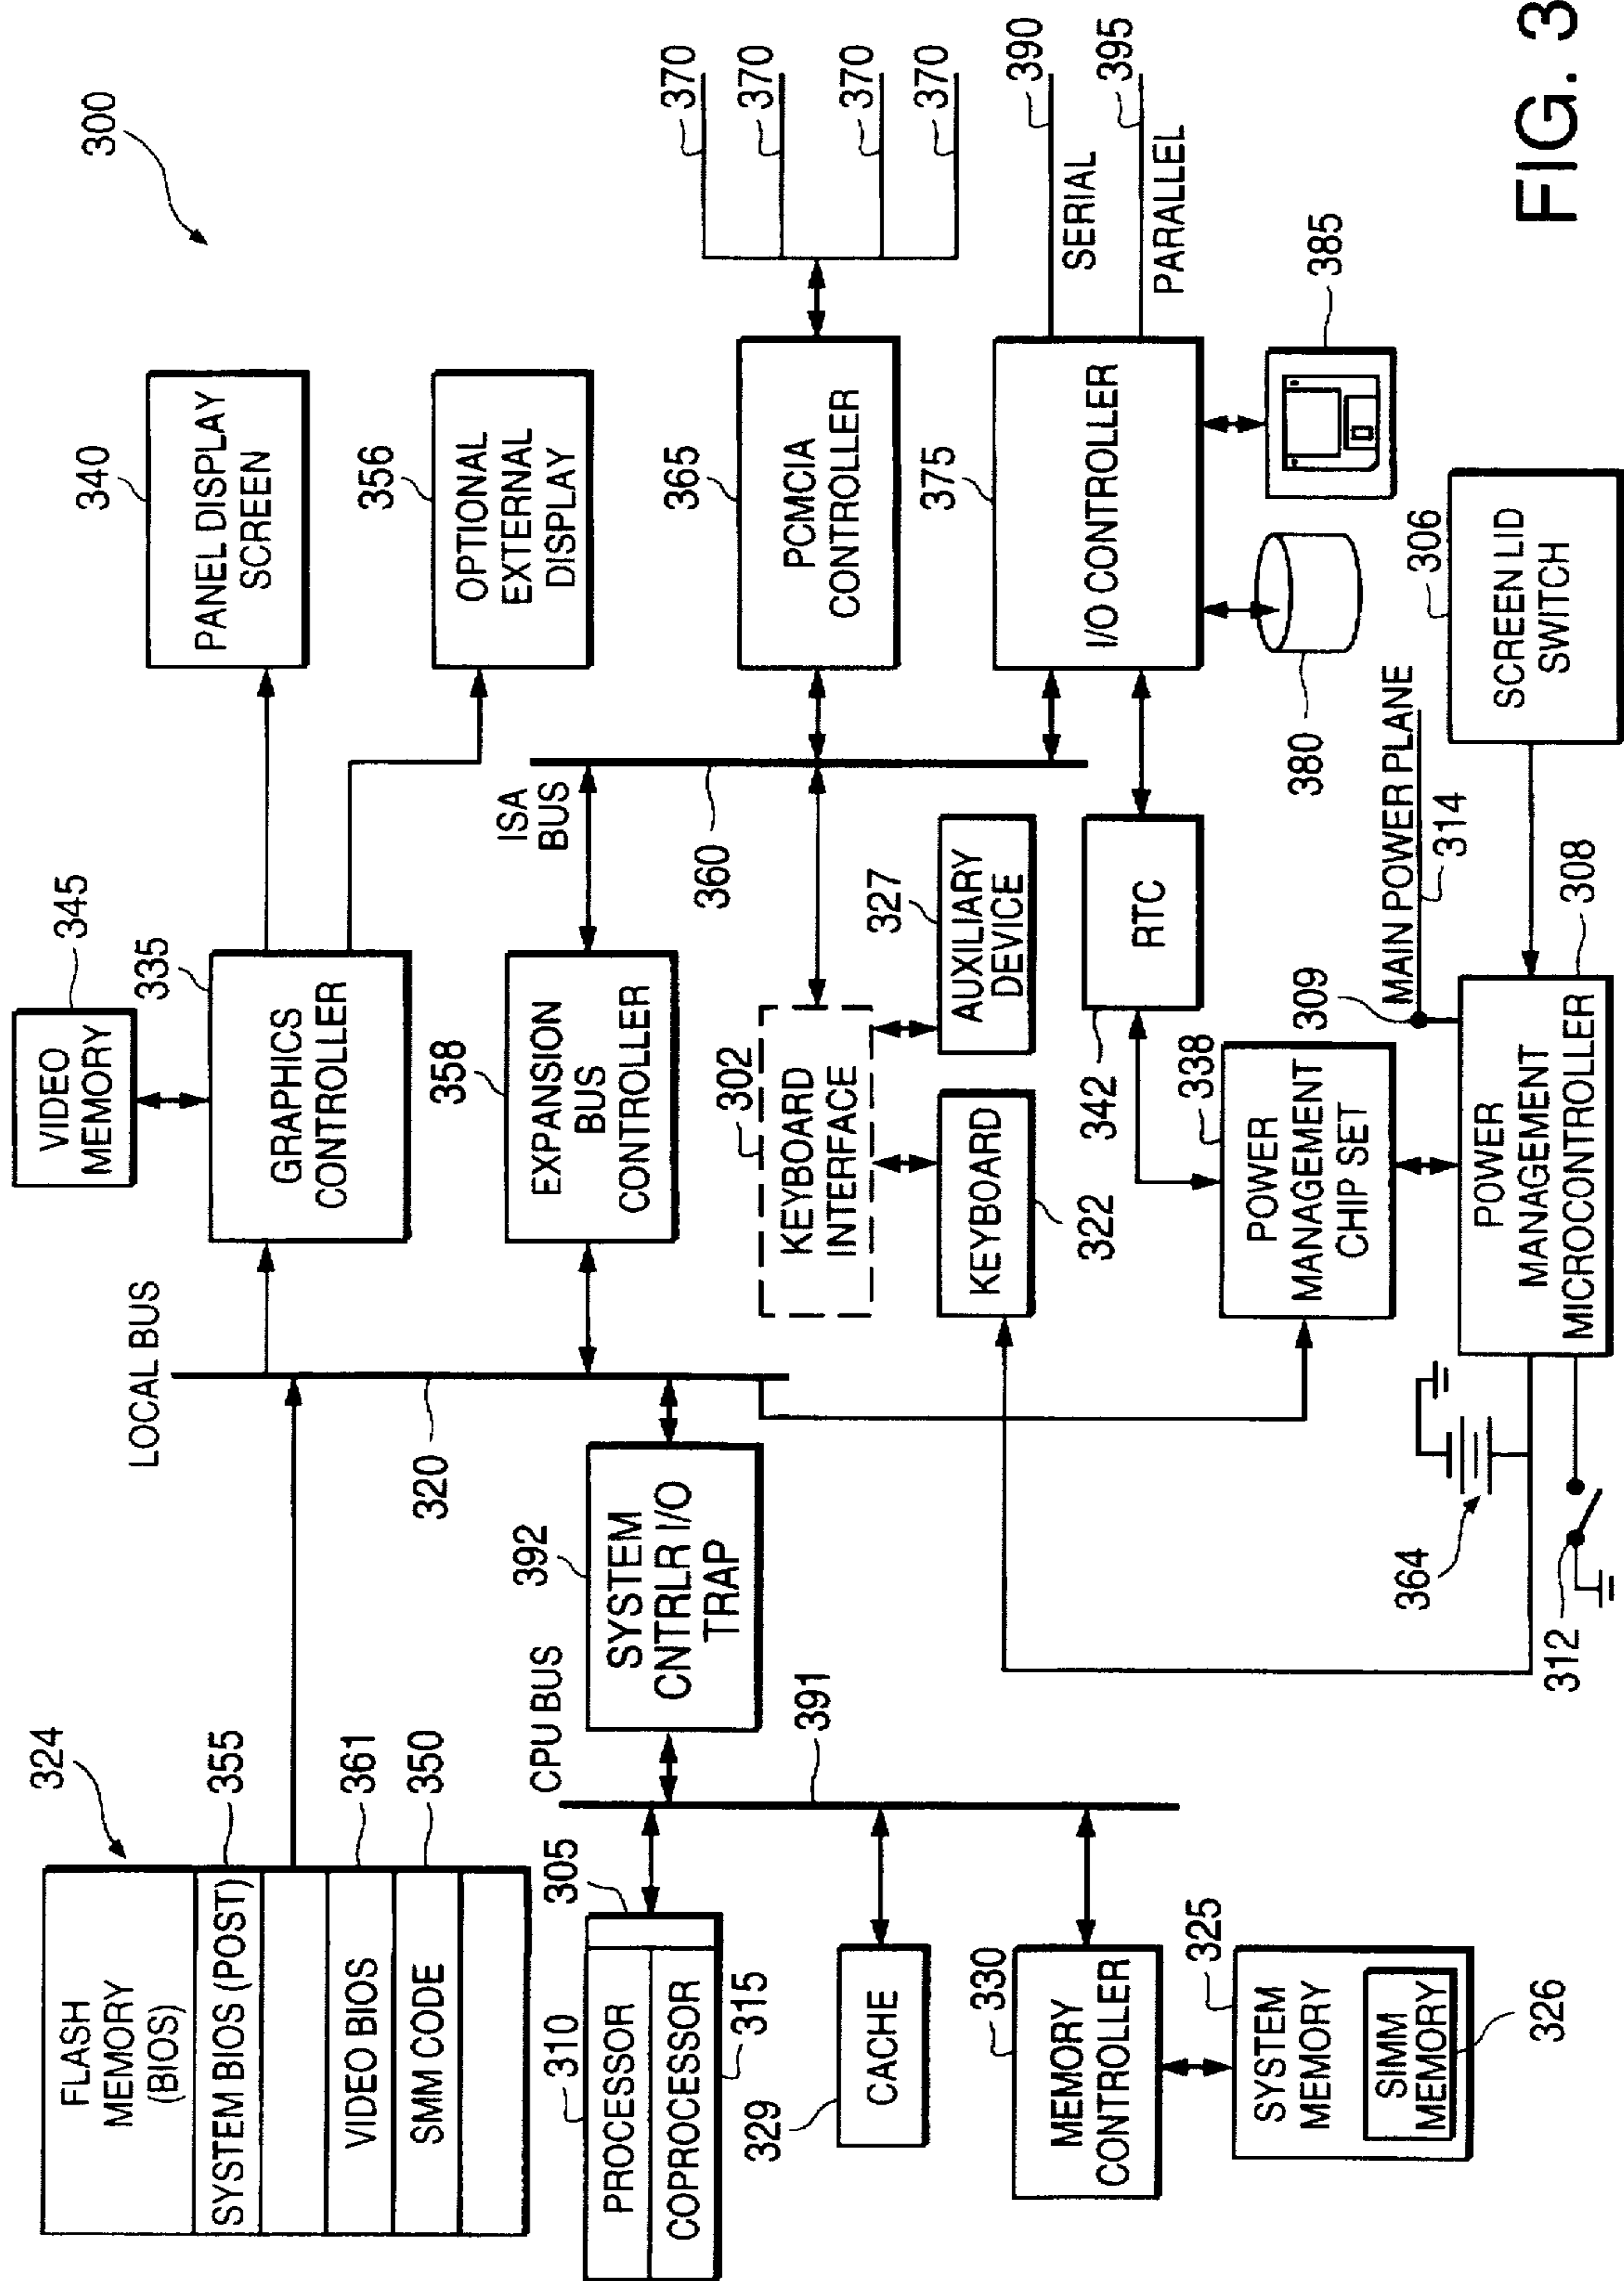 300
324
FLASH
MEMORY
(BIOS)
SYSTEM BIOS (POST)
355
VIDEO BIOS
361
SMM CODE
350
LOCAL BUS
320
VIDEO
MEMORY
345
GRAPHICS
CONTROLLER
335
PANEL DISPLAY
SCREEN
340
OPTIONAL
EXTERNAL
DISPLAY
356
EXPANSION
BUS
CONTROLLER
358
ISA
BUS
360
310
PROCESSOR
COPROCESSOR
305
315
CPU BUS
391
SYSTEM
CNTRLR I/O
TRAP
392
CACHE
329
MEMORY
CONTROLLER
330
SYSTEM
MEMORY
325
SIMM
MEMORY
326
302
KEYBOARD
INTERFACE
KEYBOARD
322
AUXILIARY
DEVICE
327
PCMCIA
CONTROLLER
365
370
370
370
370
I/O CONTROLLER
375
390
SERIAL
395
PARALLEL
380
385
RTC
342
POWER
MANAGEMENT
CHIP SET
338
309
MAIN POWER PLANE
314
POWER
MANAGEMENT
MICROCONTROLLER
308
SCREEN LID
SWITCH
306
364
312
FIG. 3